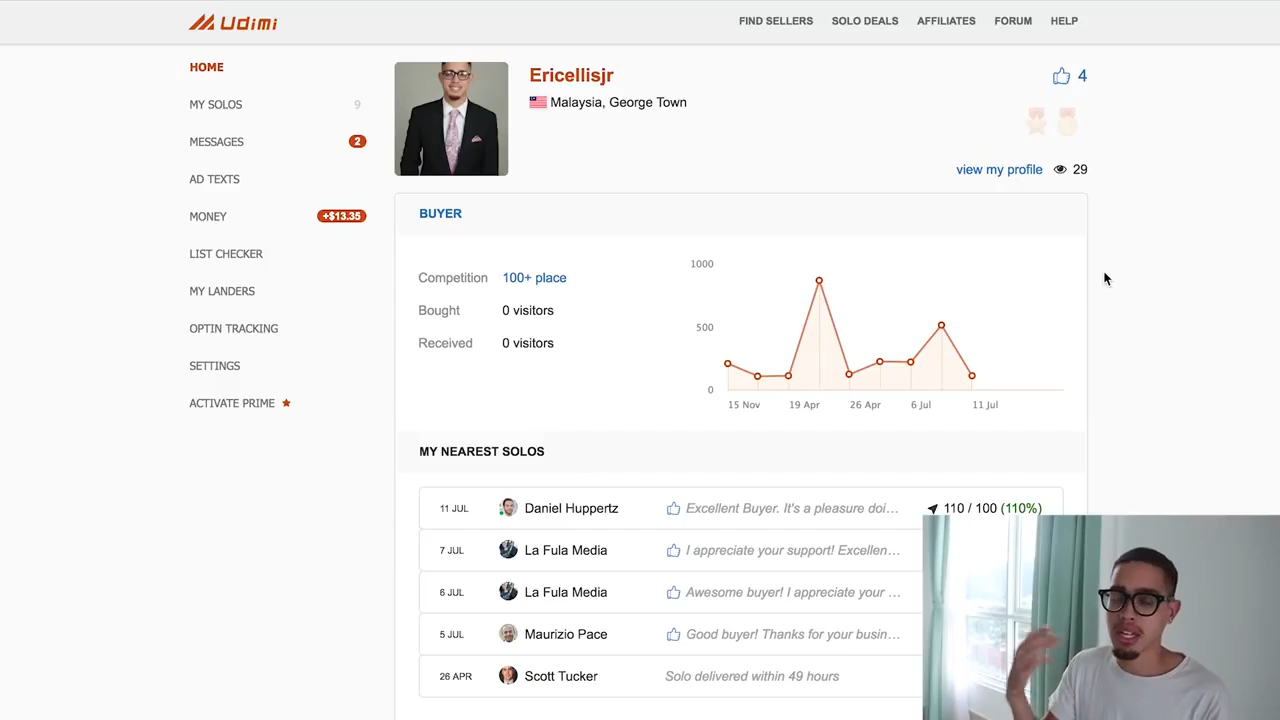 Udimi
FIND SELLERS SOLO DEALS AFFILIATES FORUM HELP
HOME
MY SOLOS 9
MESSAGES 2
AD TEXTS
MONEY +$13.35
LIST CHECKER
MY LANDERS
OPTIN TRACKING
SETTINGS
ACTIVATE PRIME
Ericellisjr
4
Malaysia, George Town
view my profile 29
BUYER
Competition 100+ place
Bought 0 visitors
Received 0 visitors
1000
500
0
15 Nov 19 Apr 26 Apr 6 Jul 11 Jul
MY NEAREST SOLOS
11 JUL Daniel Huppertz Excellent Buyer. It's a pleasure doi... 110 / 100 (110%)
7 JUL La Fula Media I appreciate your support! Excellen...
6 JUL La Fula Media Awesome buyer! I appreciate your ...
5 JUL Maurizio Pace Good buyer! Thanks for your busin...
26 APR Scott Tucker Solo delivered within 49 hours